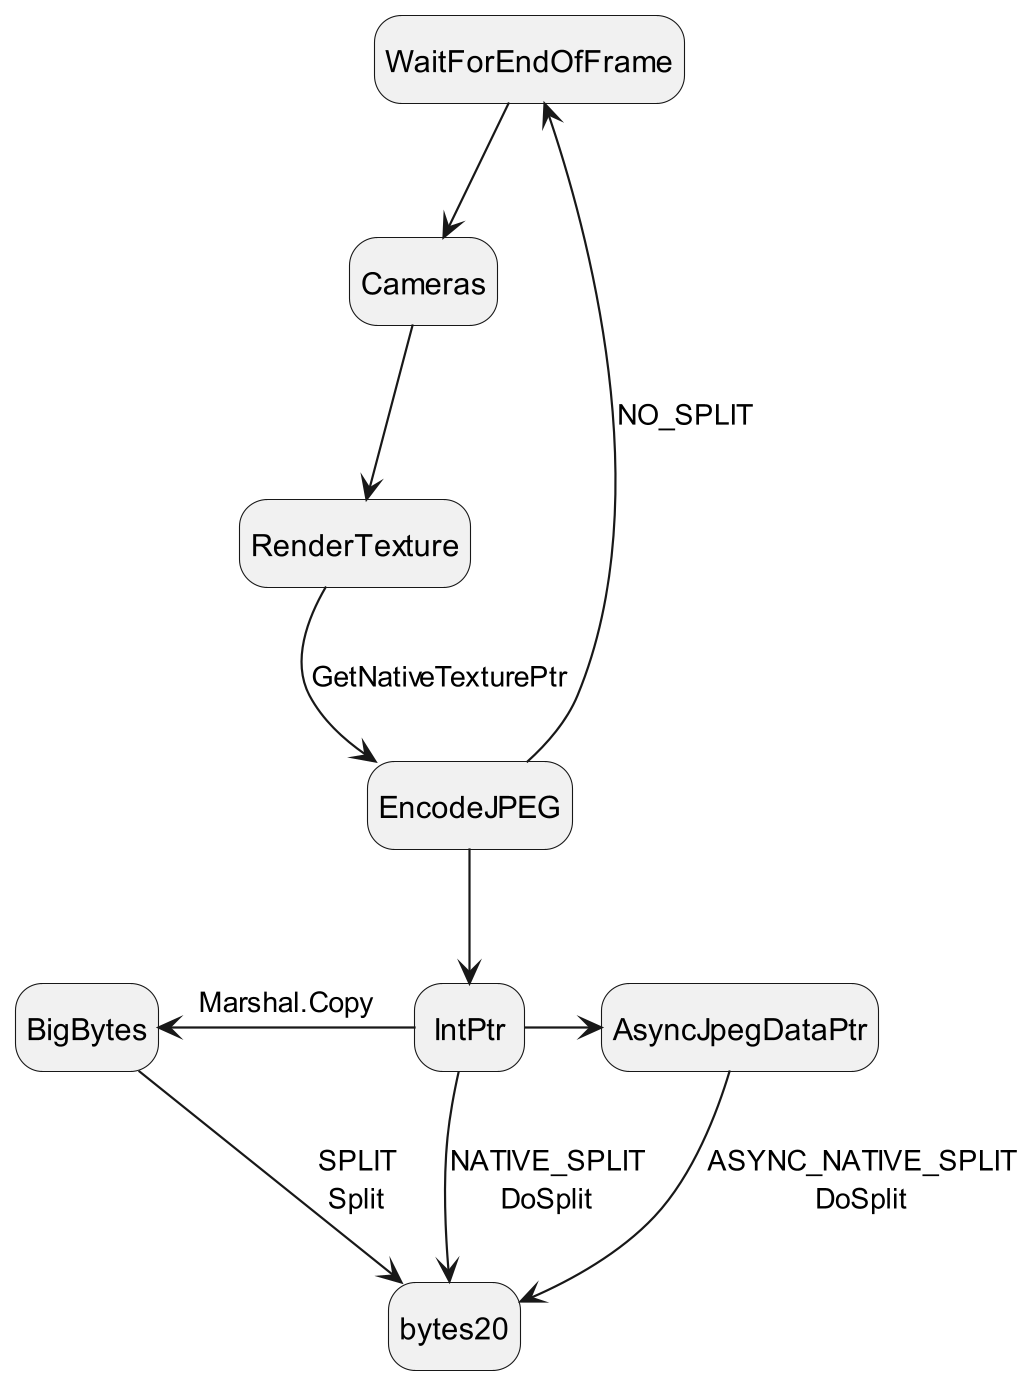 WaitForEndOfFrame
Cameras
NO_SPLIT
RenderTexture
GetNativeTexturePtr
EncodeJPEG
Marshal.Copy
BigBytes
IntPtr
AsyncJpegDataPtr
SPLIT
Split
NATIVE_SPLIT
DoSplit
ASYNC_NATIVE_SPLIT
DoSplit
bytes20